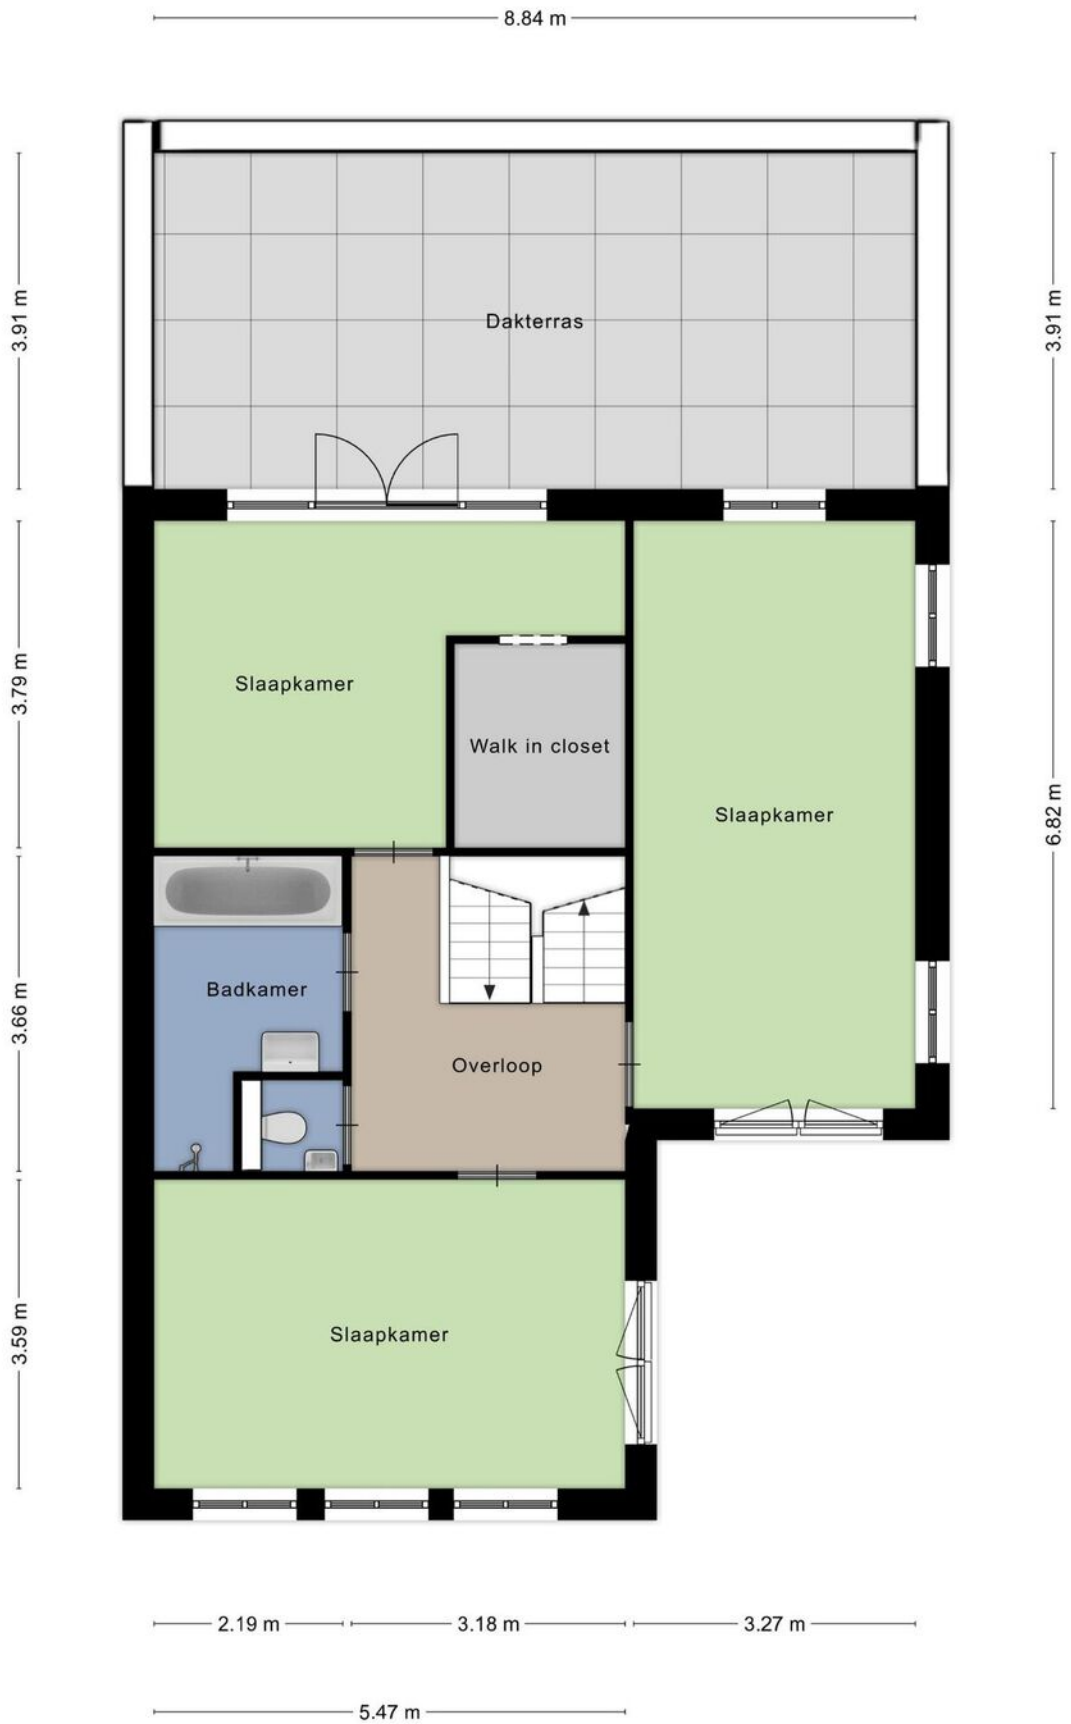 8.84 m
3.91 m
3.91 m
Dakterras
Slaapkamer
3.79 m
Walk in closet
Slaapkamer
6.82 m
Badkamer
3.66 m
Overloop
Slaapkamer
3.59 m
2.19 m
3.18 m
3.27 m
5.47 m